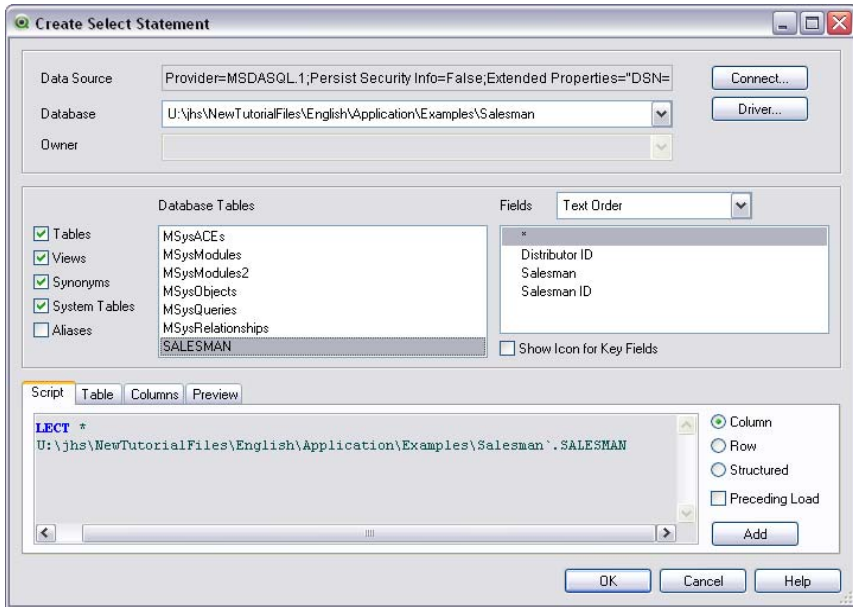 Create Select Statement
Data Source
Provider=MSDASQL.1;Persist Security Info=False;Extended Properties="DSN=
Connect...
Database
U:\jhs\NewTutorialFiles\English\Application\Examples\Salesman
Driver...
Owner
Database Tables
Fields
Text Order
Tables
Views
Synonyms
System Tables
Aliases
MSysACEs
MSysModules
MSysModules2
MSysObjects
MSysQueries
MSysRelationships
SALESMAN
*
Distributor ID
Salesman
Salesman ID
Show Icon for Key Fields
Script
Table
Columns
Preview
LECT *
U:\jhs\NewTutorialFiles\English\Application\Examples\Salesman`.SALESMAN
Column
Row
Structured
Preceding Load
Add
OK
Cancel
Help